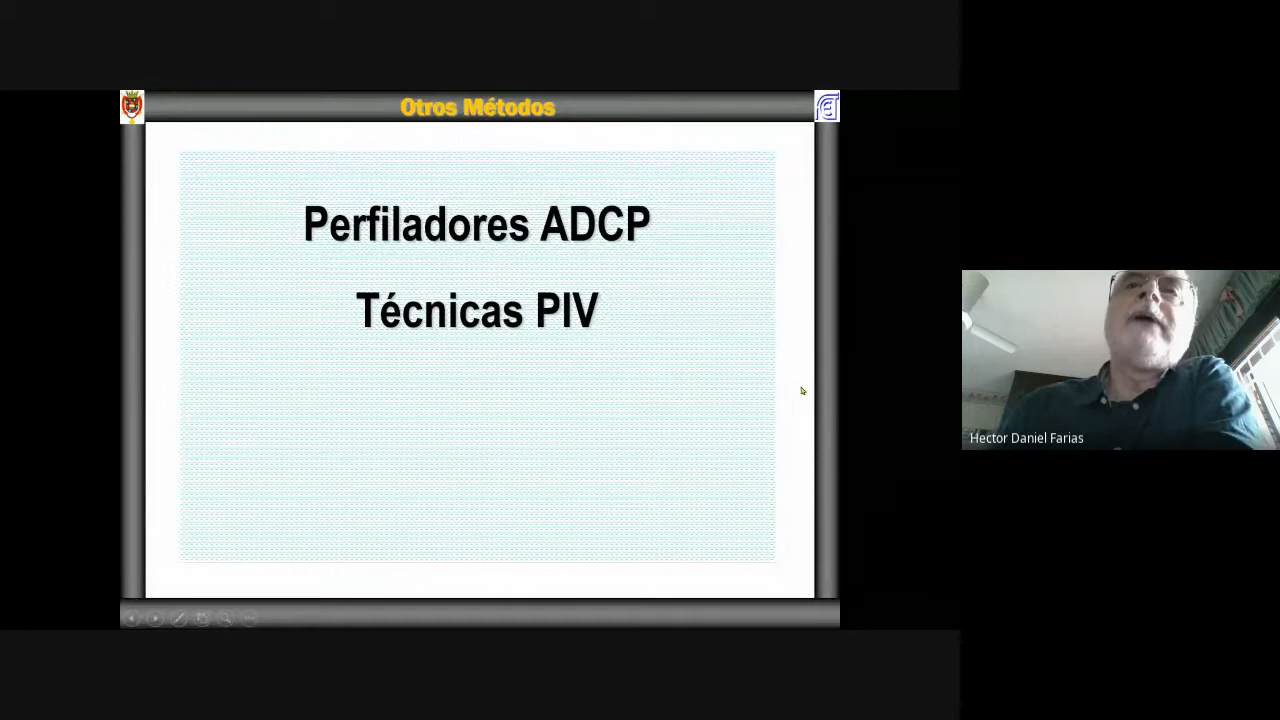 Otros Métodos
Perfiladores ADCP
Técnicas PIV
Hector Daniel Farias